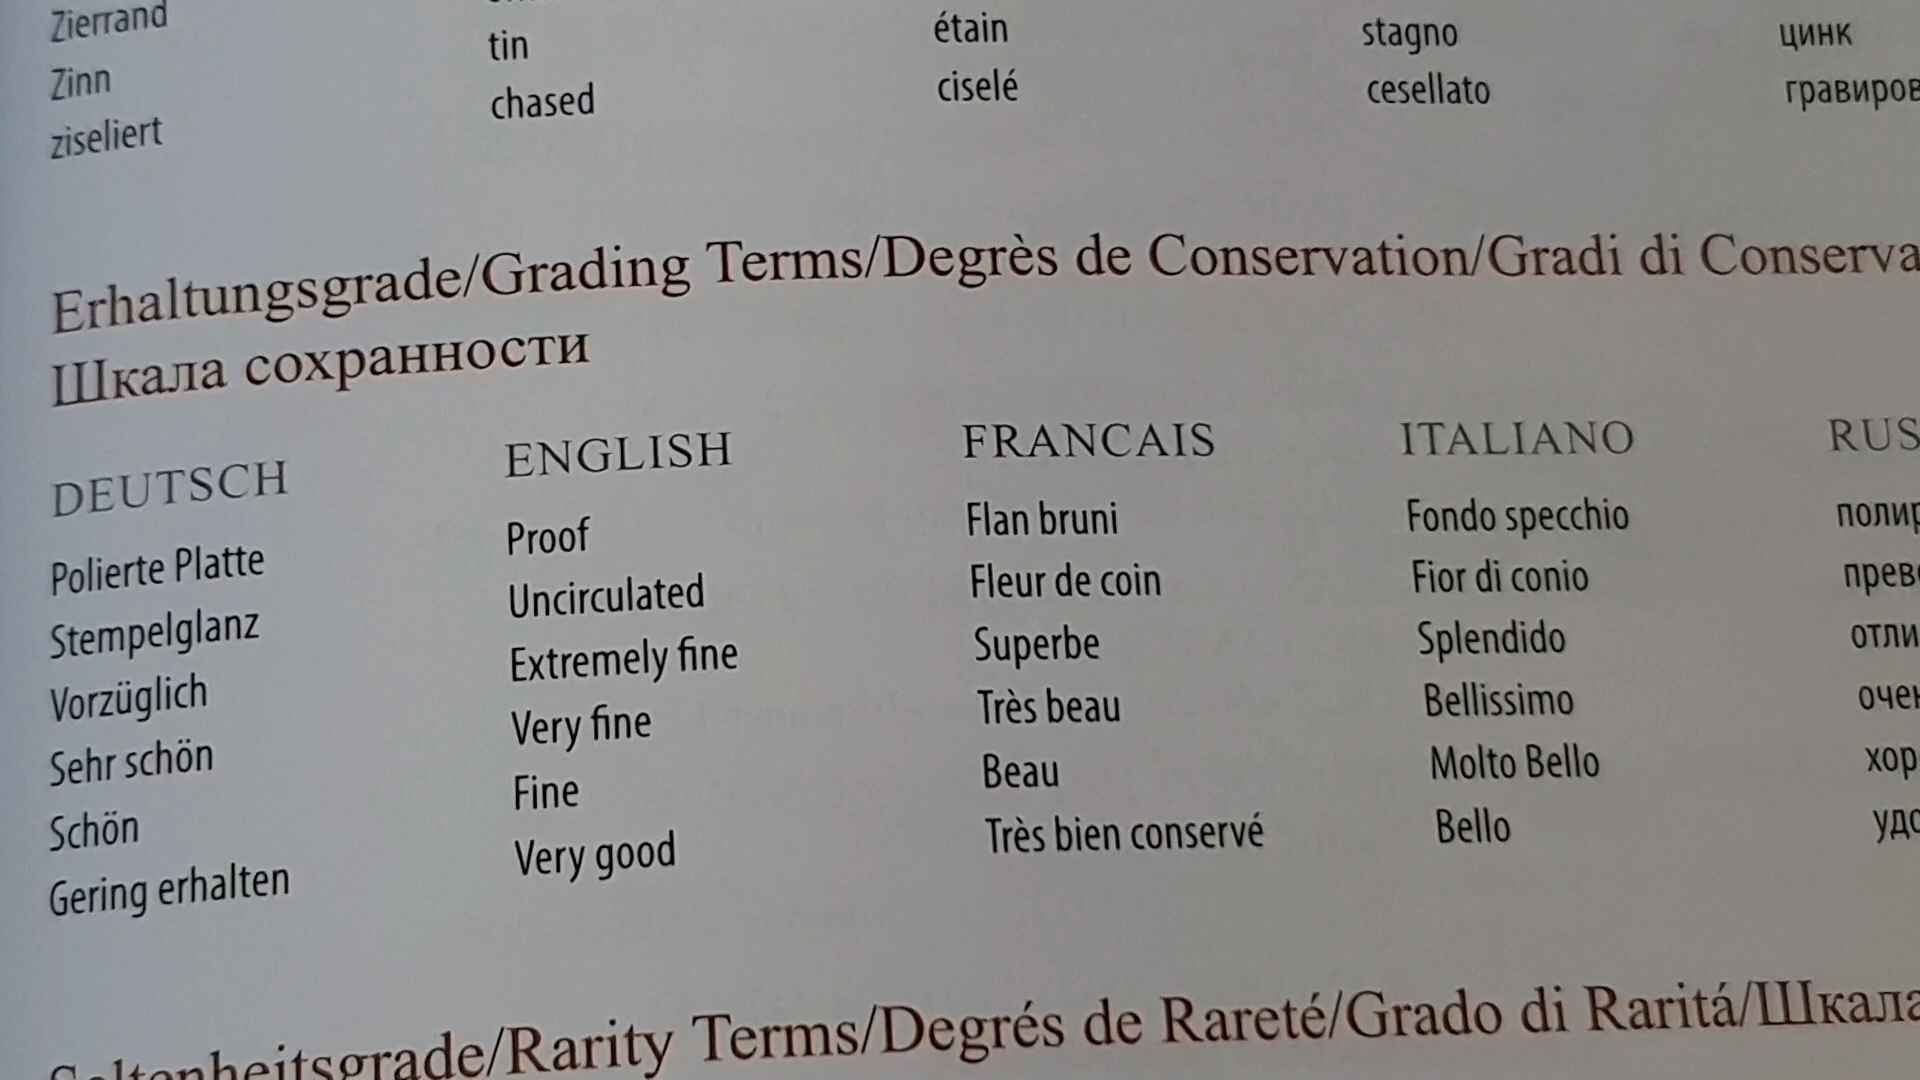 Zierrand
Zinn tin étain stagno цинк
ziseliert chased ciselé cesellato
Erhaltungsgrade/Grading Terms/Degrès de Conservation/Gradi di
Шкала сохранности
DEUTSCH ENGLISH FRANCAIS ITALIANO
Polierte Platte Proof Flan bruni Fondo specchio
Stempelglanz Uncirculated Fleur de coin Fior di conio
Vorzüglich Extremely fine Superbe Splendido
Sehr schön Very fine Très beau Bellissimo
Schön Fine Beau Molto Bello
Gering erhalten Very good Très bien conservé Bello
Seltenheitsgrade/Rarity Terms/Degrés de Rareté/Grado di Raritá/Шкала